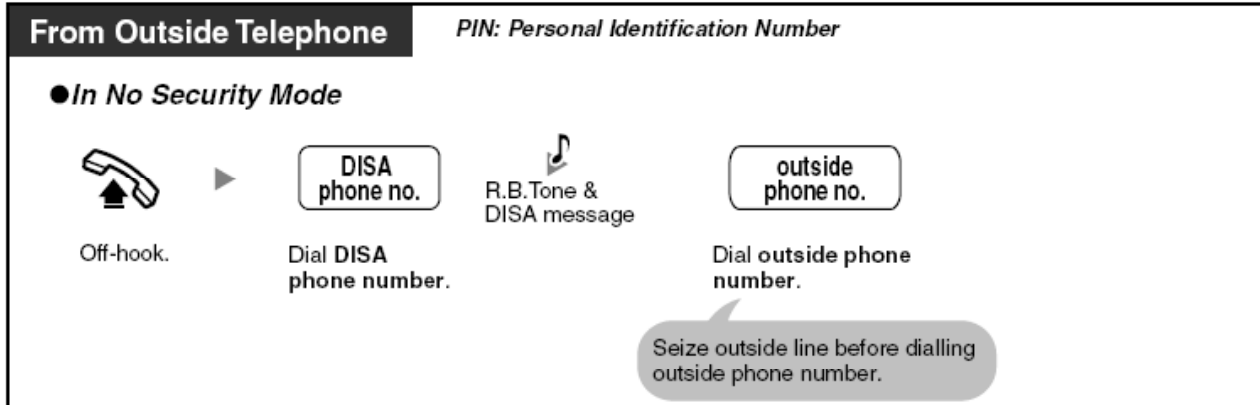 From Outside Telephone
PIN: Personal Identification Number
●In No Security Mode
DISA
phone no.
R.B.Tone &
DISA message
outside
phone no.
Off-hook.
Dial DISA
phone number.
Dial outside phone
number.
Seize outside line before dialling
outside phone number.